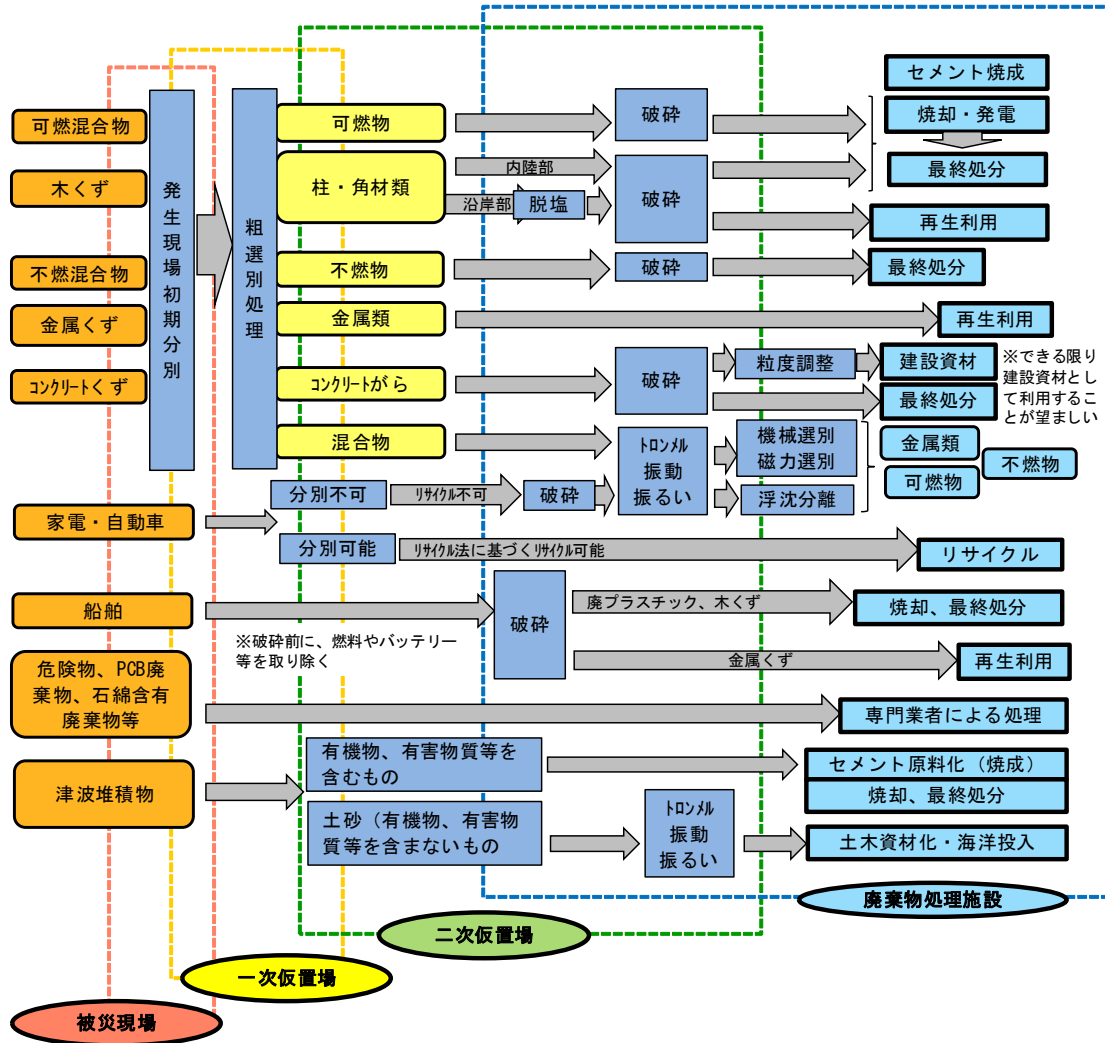 可燃混合物
木くず
不燃混合物
金属くず
コンクリートくず
発生現場初期分別
粗選別処理
可燃物
破砕
セメント焼成
焼却・発電
最終処分
柱・角材類
内陸部
沿岸部
脱塩
破砕
再生利用
不燃物
破砕
最終処分
金属類
再生利用
コンクリートがら
破砕
粒度調整
建設資材
最終処分
※できる限り
建設資材とし
て利用するこ
とが望ましい
混合物
トロンメル
振動
振るい
機械選別
磁力選別
浮沈分離
金属類
不燃物
可燃物
家電・自動車
分別不可
リサイクル不可
破砕
分別可能
リサイクル法に基づくリサイクル可能
リサイクル
船舶
※破砕前に、燃料やバッテリー
等を取り除く
破砕
廃プラスチック、木くず
焼却、最終処分
金属くず
再生利用
危険物、PCB廃
棄物、石綿含有
廃棄物等
専門業者による処理
津波堆積物
有機物、有害物質等を
含むもの
セメント原料化（焼成）
焼却、最終処分
土砂（有機物、有害物
質等を含まないもの
トロンメル
振動
振るい
土木資材化・海洋投入
廃棄物処理施設
二次仮置場
一次仮置場
被災現場